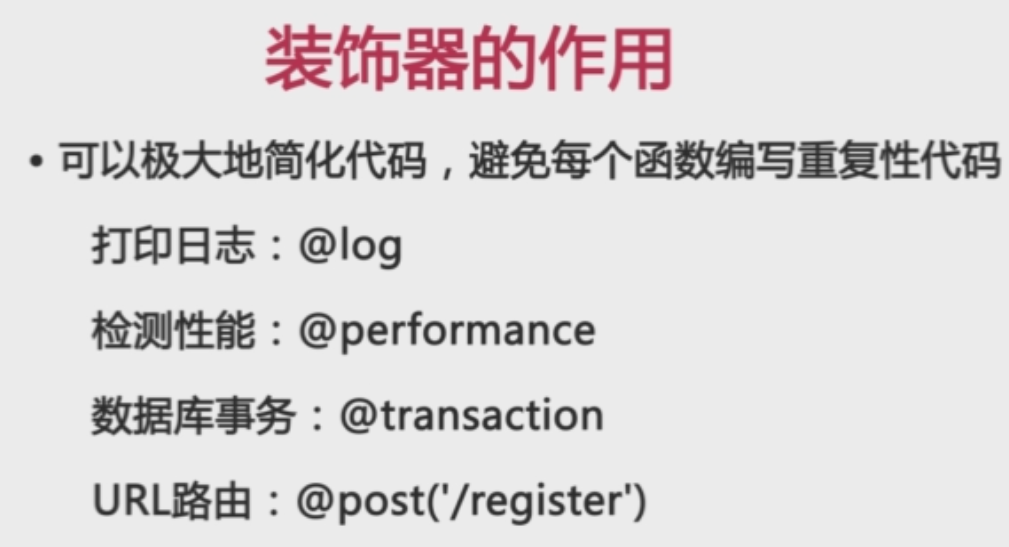 装饰器的作用
• 可以极大地简化代码，避免每个函数编写重复性代码
打印日志：@log
检测性能：@performance
数据库事务：@transaction
URL路由：@post('/register')